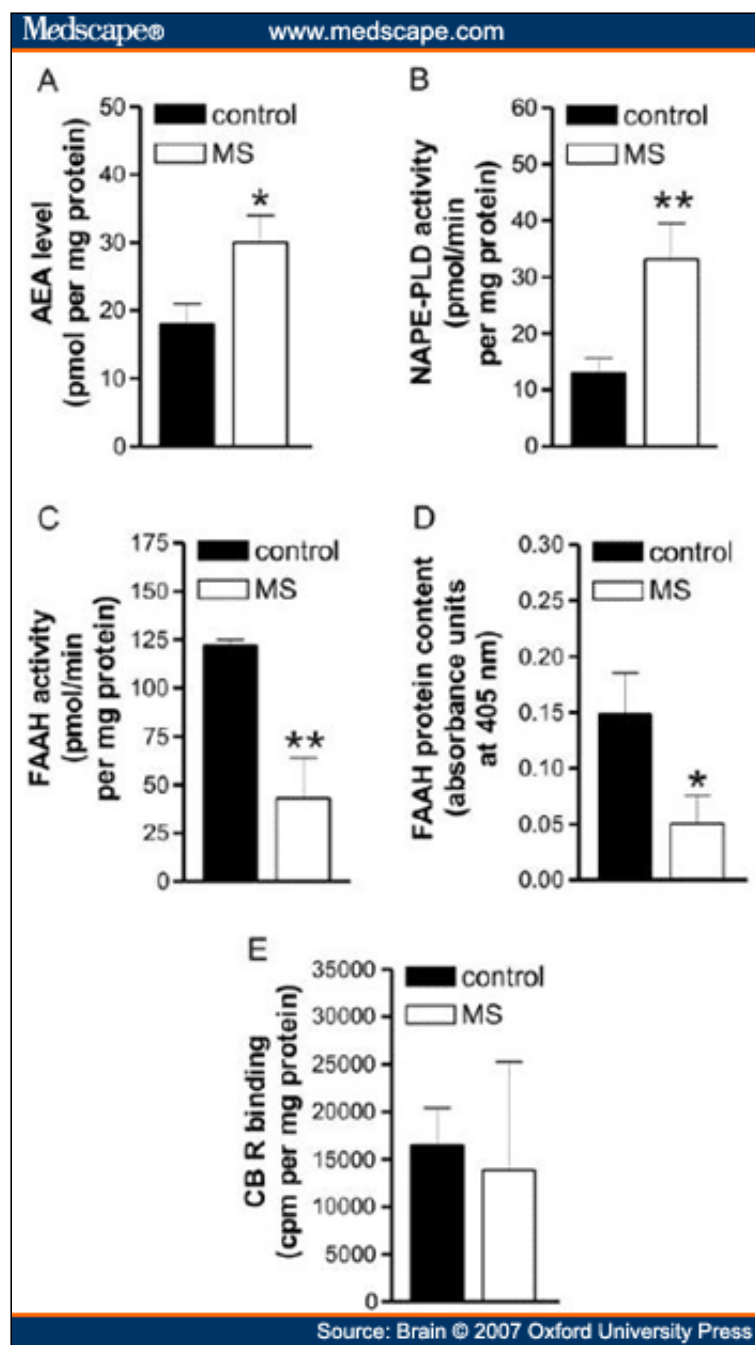 Medscape® www.medscape.com
A
50
40
30
20
10
0
AEA level
(pmol per mg protein)
control
MS
*
B
60
50
40
30
20
10
0
NAPE-PLD activity
(pmol/min
per mg protein)
control
MS
**
C
175
150
125
100
75
50
25
0
FAAH activity
(pmol/min
per mg protein)
control
MS
**
D
0.30
0.25
0.20
0.15
0.10
0.05
0.00
FAAH protein content
(absorbance units
at 405 nm)
control
MS
*
E
35000
30000
25000
20000
15000
10000
5000
0
CB R binding
(cpm per mg protein)
control
MS
Source: Brain © 2007 Oxford University Press